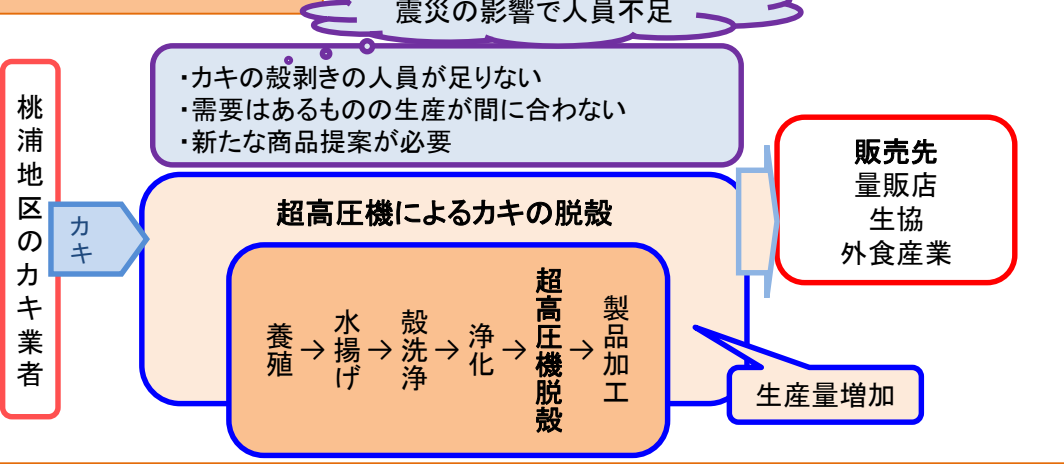 震災の影響で人員不足
・カキの殻剥きの人員が足りない
・需要はあるものの生産が間に合わない
・新たな商品提案が必要
桃浦地区のカキ業者
カキ
超高圧機によるカキの脱殻
養殖→水揚げ→殻洗浄→浄化→超高圧機脱殻→製品加工
販売先
量販店
生協
外食産業
生産量増加